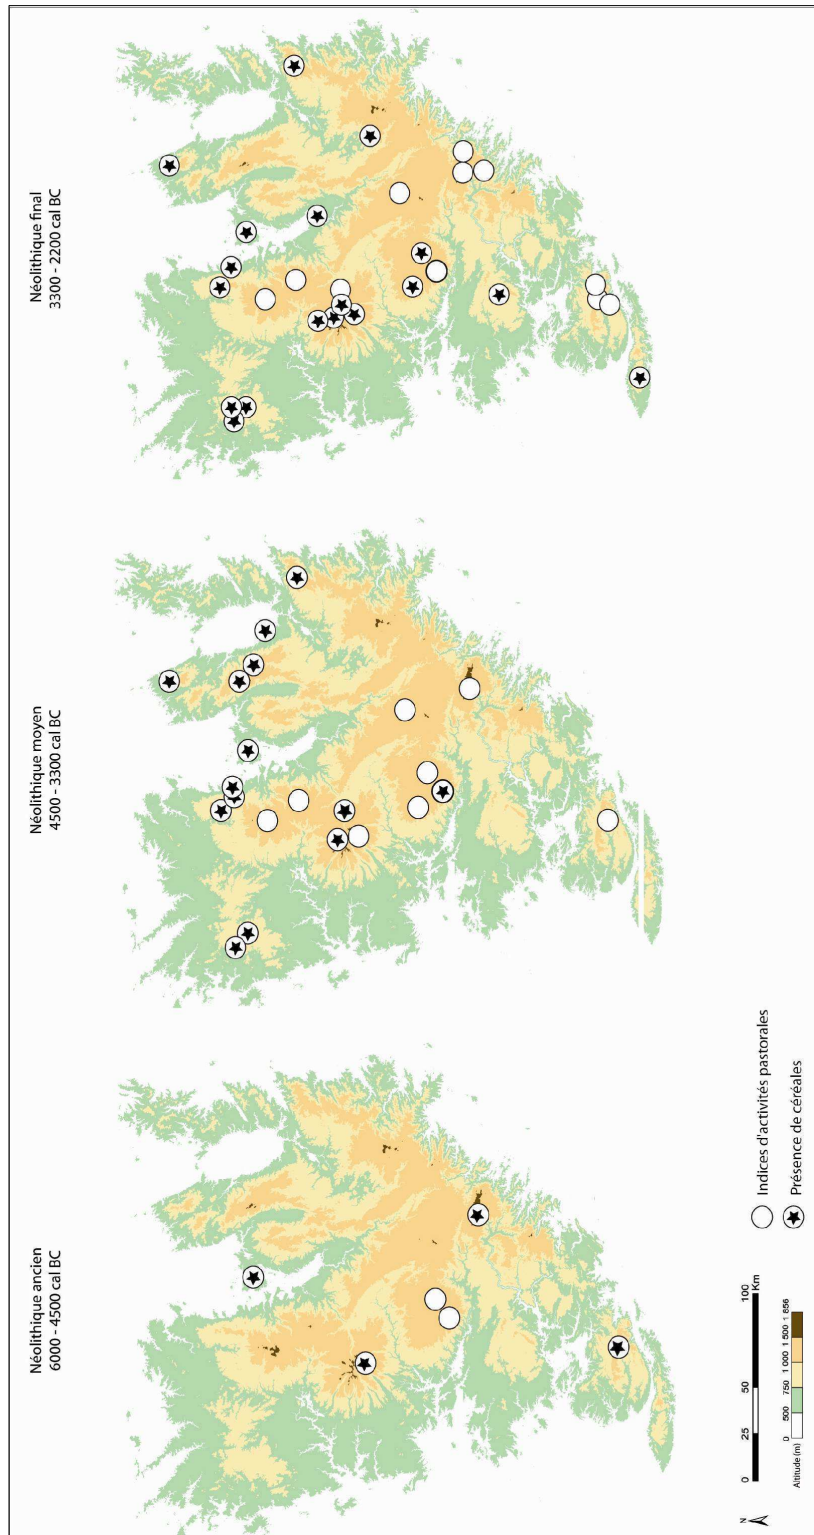 Néolithique ancien
6000 - 4500 cal BC
Néolithique moyen
4500 - 3300 cal BC
Néolithique final
3300 - 2200 cal BC
N
0 25 50 100
Km
0 500 750 1 000 1 500 1 856
Altitude (m)
Indices d'activités pastorales
Présence de céréales